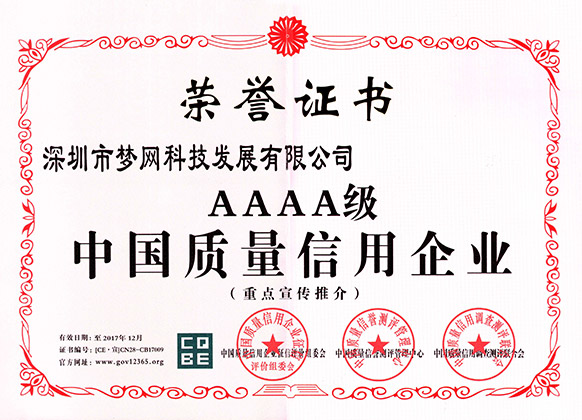 荣誉证书
深圳市梦网科技发展有限公司
AAAA级
中国质量信用企业
(重点宣传推介)
有效日期: 至2017年12月
证书编号: [CE·宣]CN28-CB17009
官方网址: www.gov12365.org
CQ
BE
中国质量信用企业征信评价组委会
评价组委会
中国质量信誉测评管理中心
中国质量信用调查测评联合会